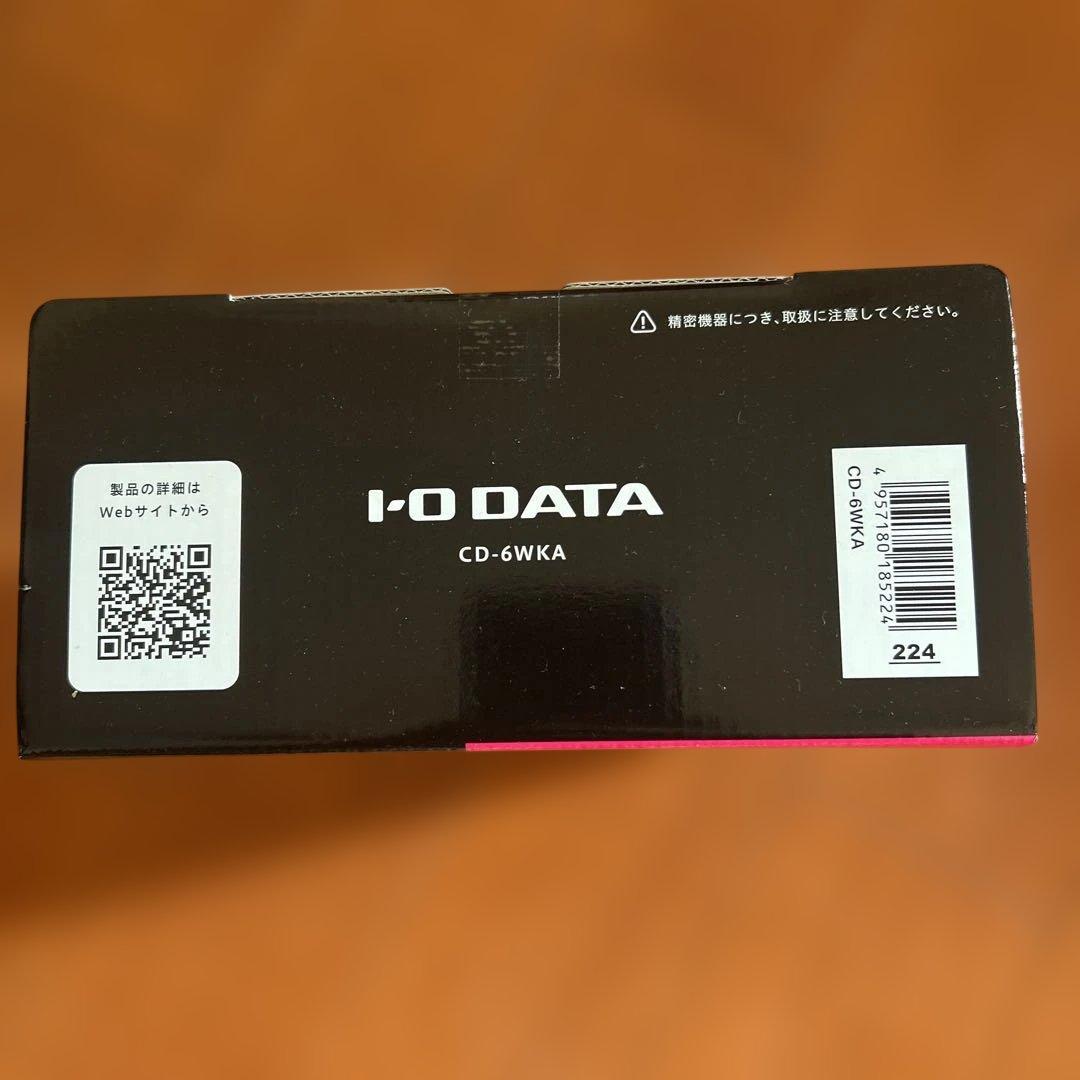 精密機器につき、取扱に注意してください。
製品の詳細は
Webサイトから
I-O DATA
CD-6WKA
CD-6WKA
4 957180 185224
224